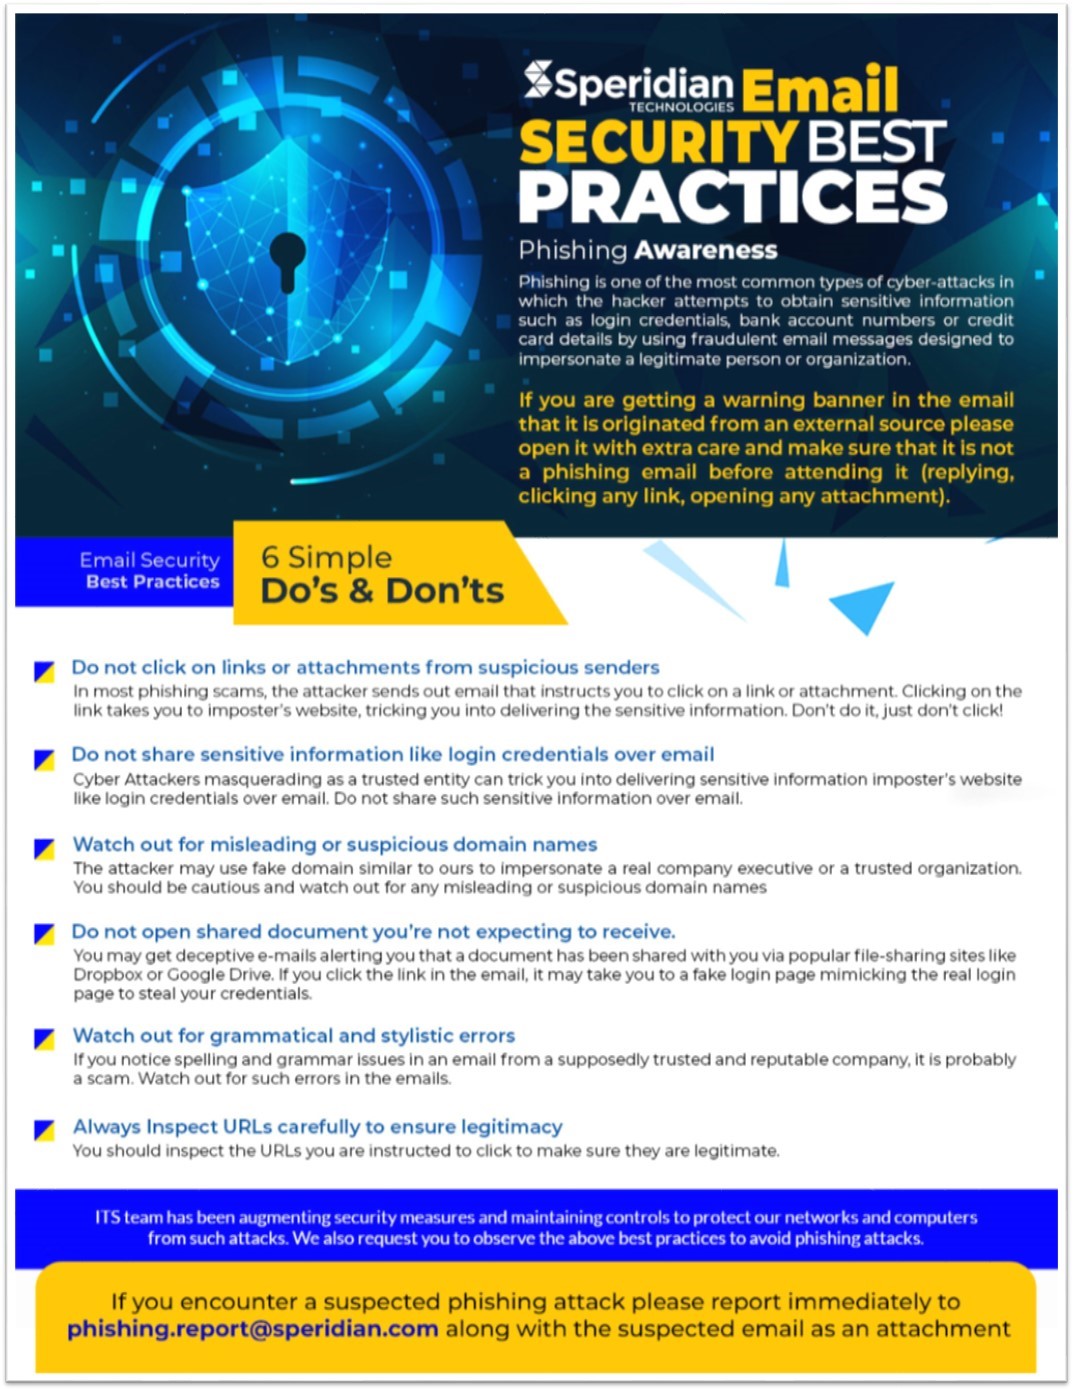 Speridian Email
TECHNOLOGIES
SECURITY BEST
PRACTICES
Phishing Awareness
Phishing is one of the most common types of cyber-attacks in
which the hacker attempts to obtain sensitive information
such as login credentials, bank account numbers or credit
card details by using fraudulent email messages designed to
impersonate a legitimate person or organization.
If you are getting a warning banner in the email
that it is originated from an external source please
open it with extra care and make sure that it is not
a phishing email before attending it (replying,
clicking any link, opening any attachment).
Email Security
Best Practices
6 Simple
Do's & Don'ts
Do not click on links or attachments from suspicious senders
In most phishing scams, the attacker sends out email that instructs you to click on a link or attachment. Clicking on the
link takes you to imposter's website, tricking you into delivering the sensitive information. Don't do it, just don't click!
Do not share sensitive information like login credentials over email
Cyber Attackers masquerading as a trusted entity can trick you into delivering sensitive information imposter's website
like login credentials over email. Do not share such sensitive information over email.
Watch out for misleading or suspicious domain names
The attacker may use fake domain similar to ours to impersonate a real company executive or a trusted organization.
You should be cautious and watch out for any misleading or suspicious domain names
Do not open shared document you're not expecting to receive.
You may get deceptive e-mails alerting you that a document has been shared with you via popular file-sharing sites like
Dropbox or Google Drive. If you click the link in the email, it may take you to a fake login page mimicking the real login
page to steal your credentials.
Watch out for grammatical and stylistic errors
If you notice spelling and grammar issues in an email from a supposedly trusted and reputable company, it is probably
a scam. Watch out for such errors in the emails.
Always Inspect URLs carefully to ensure legitimacy
You should inspect the URLs you are instructed to click to make sure they are legitimate.
ITS team has been augmenting security measures and maintaining controls to protect our networks and computers
from such attacks. We also request you to observe the above best practices to avoid phishing attacks.
If you encounter a suspected phishing attack please report immediately to
phishing.report@speridian.com along with the suspected email as an attachment